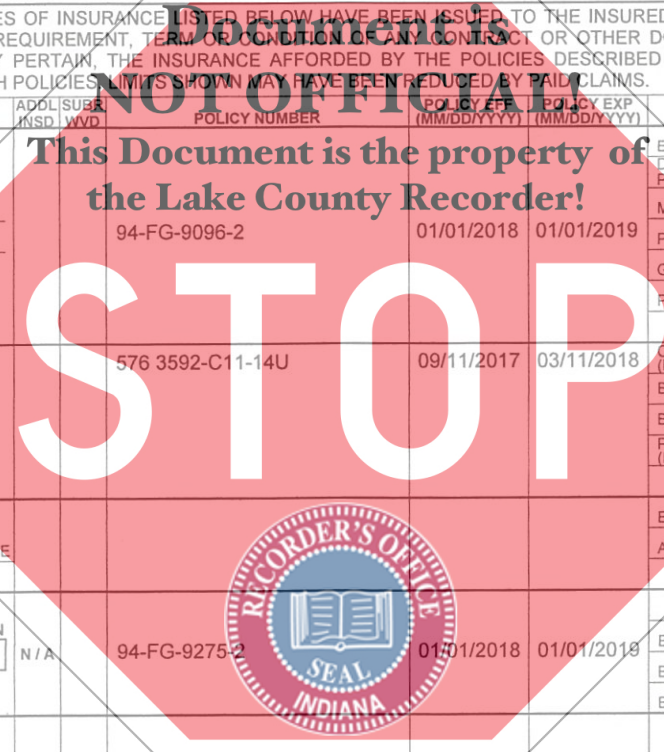 ES OF INSURANCE LISTED BELOW HAVE BEEN ISSUED TO THE INSURE
Document is
REQUIREMENT, TERM OR CONDITION OF ANY CONTRACT OR OTHER D
Y PERTAIN, THE INSURANCE AFFORDED BY THE POLICIES DESCRIBED
NOT OFFICIAL!
H POLICIES. LIMITS SHOWN MAY HAVE BEEN REDUCED BY PAID CLAIMS.
ADDL SUBR POLICY EFF POLICY EXP
INSD WVD POLICY NUMBER (MM/DD/YYYY) (MM/DD/YYYY)
This Document is the property of
the Lake County Recorder!
94-FG-9096-2 01/01/2018 01/01/2019
STOP
576 3592-C11-14U 09/11/2017 03/11/2018
RECORDER'S OFFICE
N/A 94-FG-9275-2 01/01/2018 01/01/2019
SEAL
INDIANA